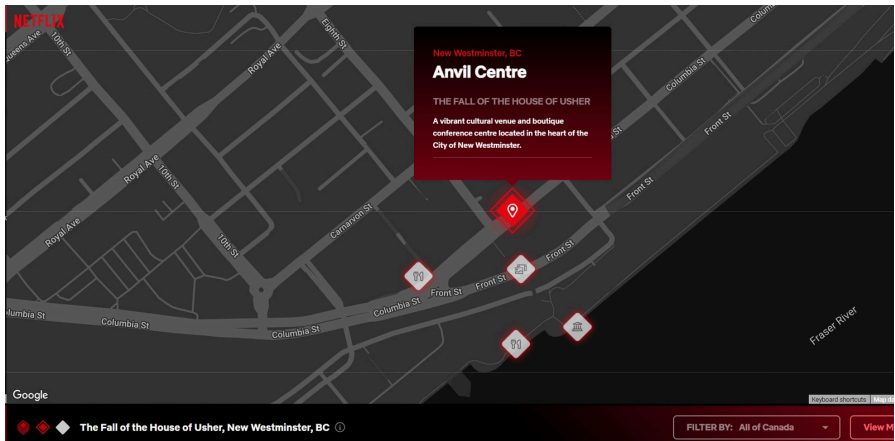 NETFLIX
Queens Ave
10th St
Royal Ave
Eighth St
Columbia St
Front St
New Westminster, BC
Anvil Centre
THE FALL OF THE HOUSE OF USHER
A vibrant cultural venue and boutique
conference centre located in the heart of the
City of New Westminster.
Royal Ave
10th St
Front St
Royal Ave
10th St
Carnarvon St
Front St
Front St
Front St
Columbia St
Columbia St
Columbia St
Fraser River
Google
Keyboard shortcuts
The Fall of the House of Usher, New Westminster, BC
FILTER BY: All of Canada
View